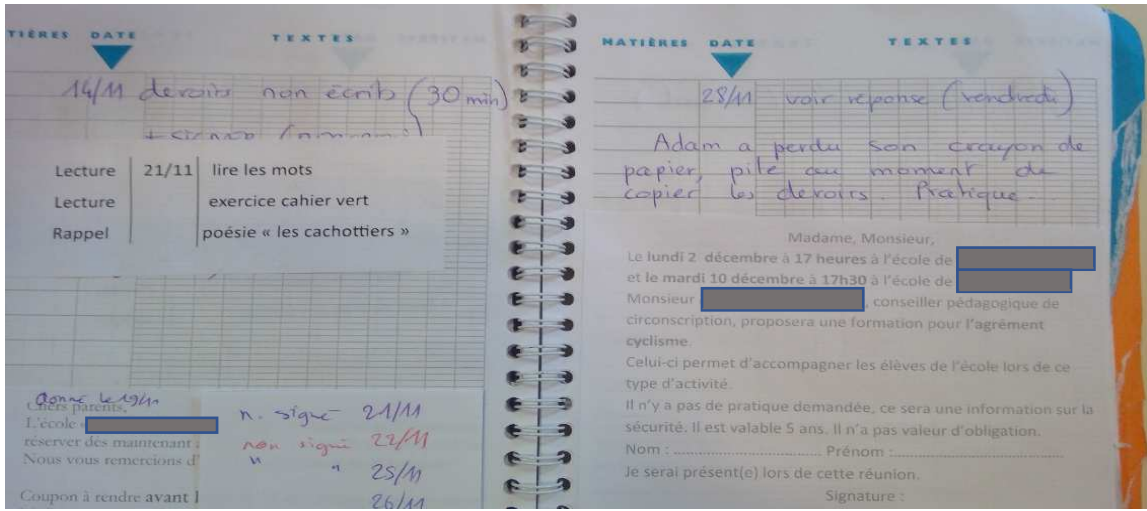 MATIÈRES DATE TEXTES
14/11 devoirs non écrits (30 min)
Lecture 21/11 lire les mots
Lecture exercice cahier vert
Rappel poésie « les cachottiers »
donné le 19/11
Chers parents,
L'école
réserver dès maintenant
Nous vous remercions d'
Coupon à rendre avant l
n. signé 21/11
non signé 22/11
" " 25/11
26/11
MATIÈRES DATE TEXTES
28/11 voir réponse (vendredi)
Adam a perdu son crayon de
papier, pile au moment de
copier les devoirs. Pratique...
Madame, Monsieur,
Le lundi 2 décembre à 17 heures à l'école de
et le mardi 10 décembre à 17h30 à l'école de
Monsieur , conseiller pédagogique de
circonscription, proposera une formation pour l'agrément
cyclisme.
Celui-ci permet d'accompagner les élèves de l'école lors de ce
type d'activité.
Il n'y a pas de pratique demandée, ce sera une information sur la
sécurité. Il est valable 5 ans. Il n'a pas valeur d'obligation.
Nom : ................................ Prénom : ........................................
Je serai présent(e) lors de cette réunion.
Signature :